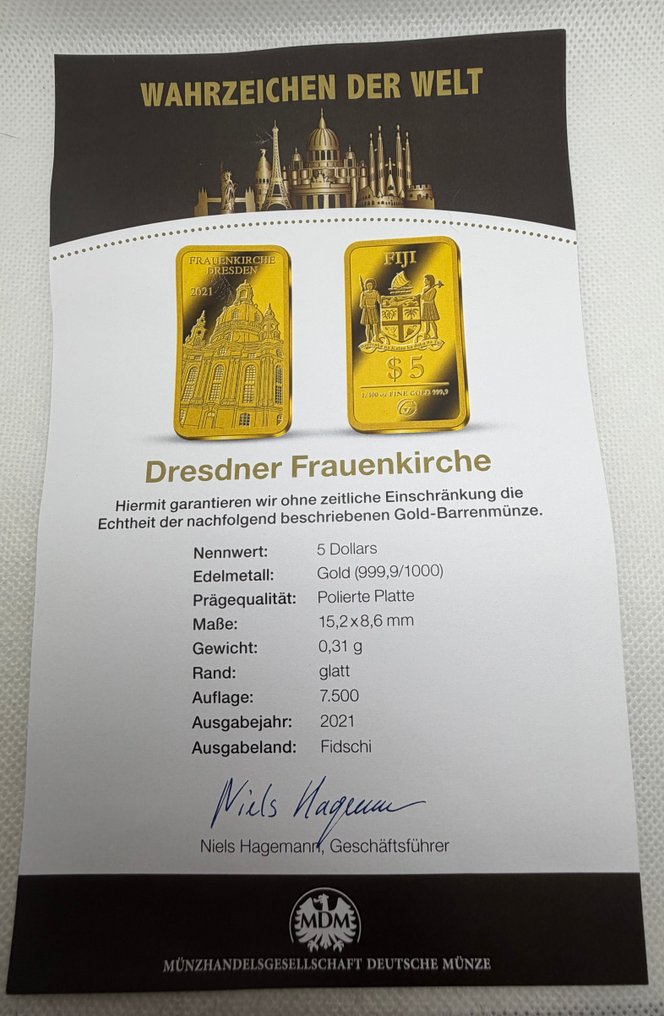 WAHRZEICHEN DER WELT
FRAUENKIRCHE
DRESDEN
2021
FIJI
$ 5
1/100 oz FINE GOLD 999,9
Dresdner Frauenkirche
Hiermit garantieren wir ohne zeitliche Einschränkung die
Echtheit der nachfolgend beschriebenen Gold-Barrenmünze.
Nennwert: 5 Dollars
Edelmetall: Gold (999,9/1000)
Prägequalität: Polierte Platte
Maße: 15,2 x 8,6 mm
Gewicht: 0,31 g
Rand: glatt
Auflage: 7.500
Ausgabejahr: 2021
Ausgabeland: Fidschi
Niels Hagemann
Niels Hagemann, Geschäftsführer
MDM
MÜNZHANDELSGESELLSCHAFT DEUTSCHE MÜNZE